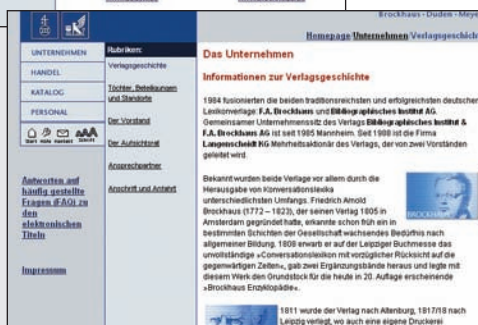 Brockhaus - Duden - Meye
Homepage/Unternehmen/Verlagsgeschich
UNTERNEHMEN
HANDEL
KATALOG
PERSONAL
Start Hilfe Kontakt Schrift
Antworten auf
häufig gestellte
Fragen (FAQ) zu
den
elektronischen
Titeln
Impressum
Rubriken:
Verlagsgeschichte
Töchter, Beteiligungen
und Standorte
Der Vorstand
Der Aufsichtsrat
Ansprechpartner
Anschrift und Anfahrt
Das Unternehmen
Informationen zur Verlagsgeschichte
1984 fusionierten die beiden traditionsreichsten und erfolgreichsten deutschen
Lexikonverlage: F.A. Brockhaus und Bibliographisches Institut AG.
Gemeinsamer Unternehmenssitz des Verlags Bibliographisches Institut &
F.A. Brockhaus AG ist seit 1985 Mannheim. Seit 1988 ist die Firma
Langenscheidt KG Mehrheitsaktionär des Verlags, der von zwei Vorständen
geleitet wird.
Bekannt wurden beide Verlage vor allem durch die
Herausgabe von Konversationslexika
unterschiedlichsten Umfangs. Friedrich Arnold
Brockhaus (1772 – 1823), der seinen Verlag 1805 in
Amsterdam gegründet hatte, erkannte schon früh ein in
bestimmten Schichten der Gesellschaft wachsendes Bedürfnis nach
allgemeiner Bildung. 1808 erwarb er auf der Leipziger Buchmesse das
unvollständige »Conversationslexikon mit vorzüglicher Rücksicht auf die
gegenwärtigen Zeiten«, gab zwei Ergänzungsbände heraus und legte mit
diesem Werk den Grundstock für die heute in 20. Auflage erscheinende
»Brockhaus Enzyklopädie«.
BROCKHAUS
1811 wurde der Verlag nach Altenburg, 1817/18 nach
Leipzig verlegt, wo auch eine eigene Druckerei